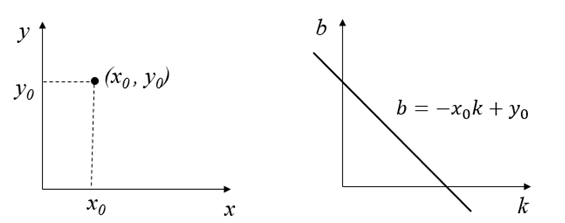 y
(x₀, y₀)
y₀
x₀
x
b
b = −x₀k + y₀
k